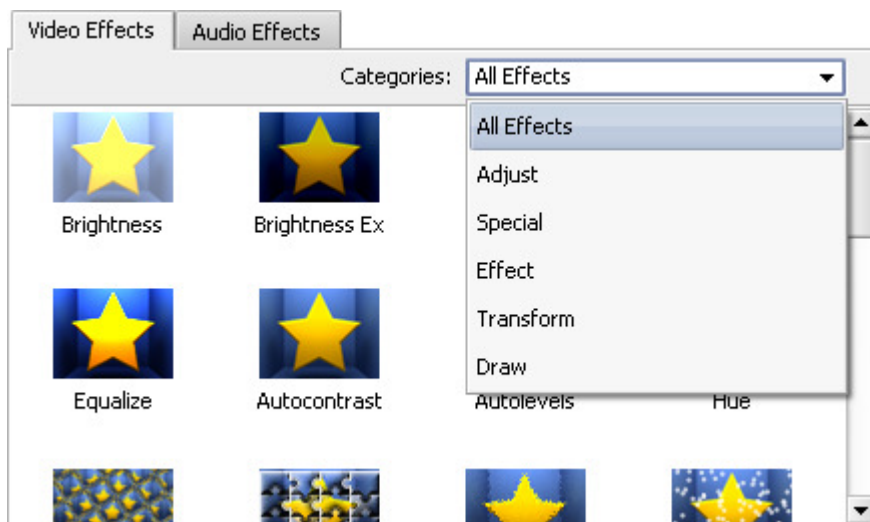 Video Effects
Audio Effects
Categories: All Effects
All Effects
Adjust
Special
Effect
Transform
Draw
Brightness
Brightness Ex
Equalize
Autocontrast
Autolevels
Hue